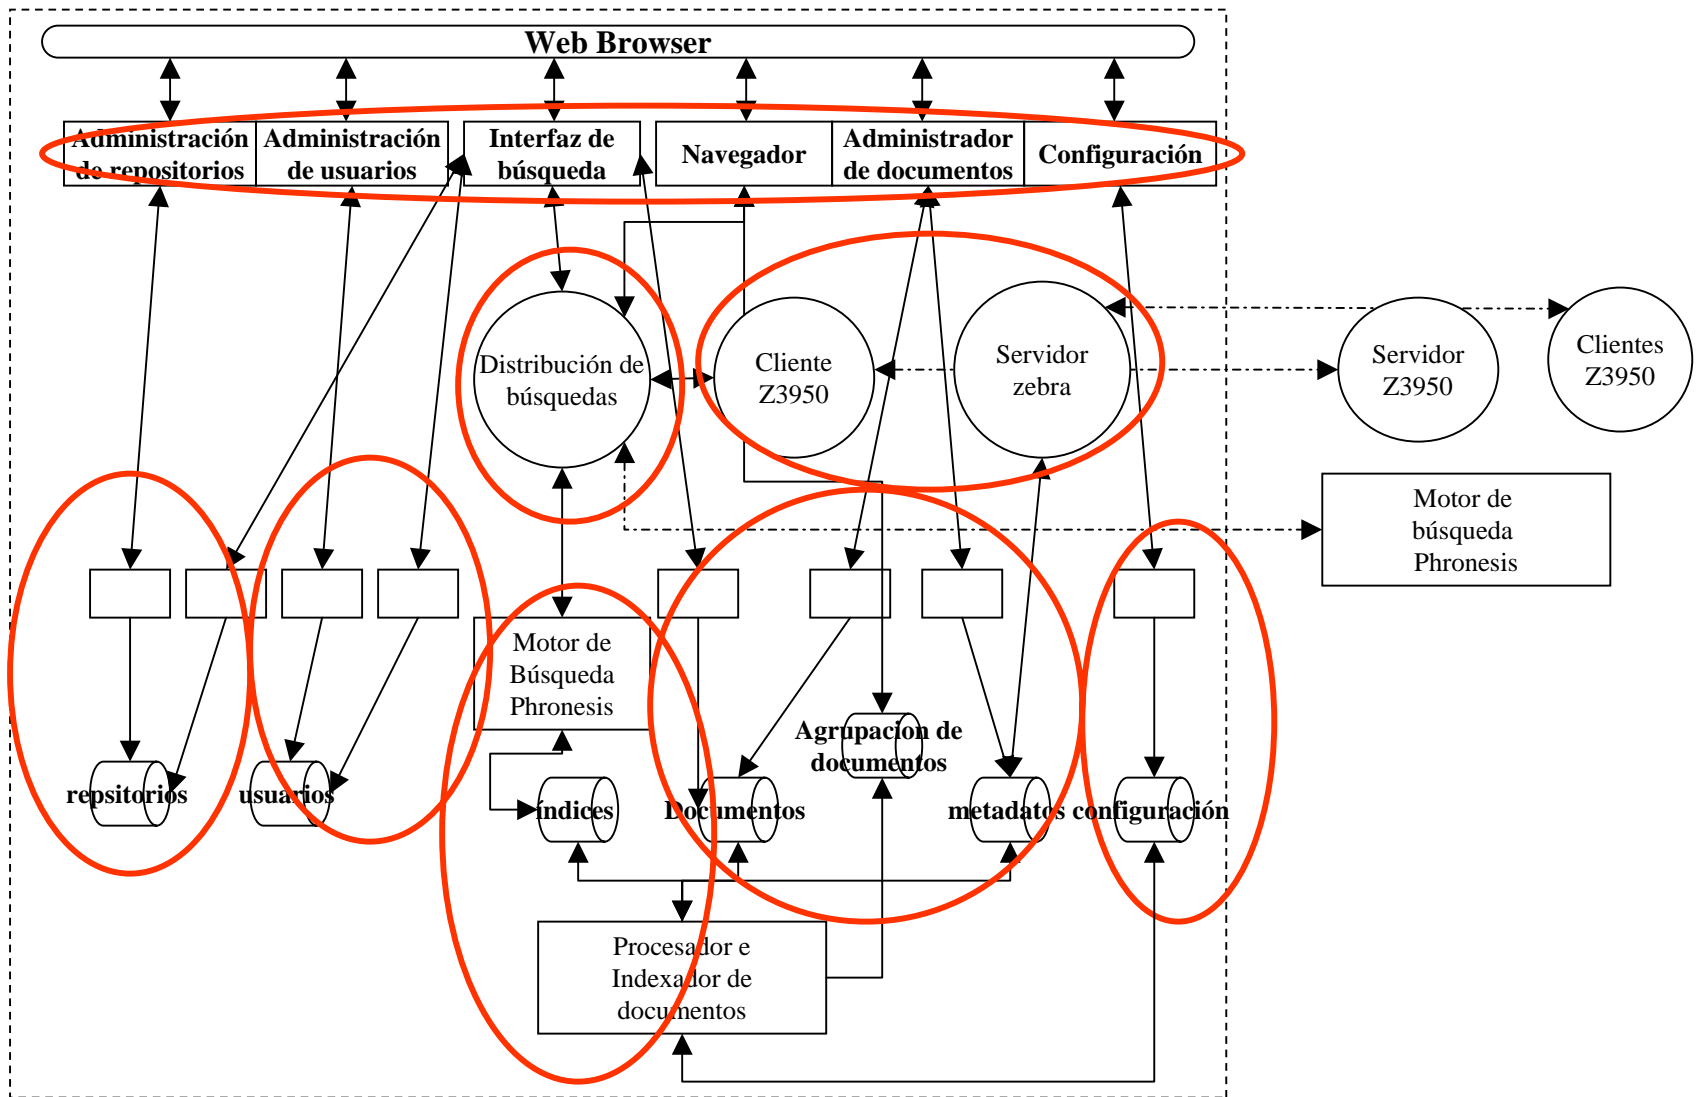 Web Browser
Administración
de repositorios
Administración
de usuarios
Interfaz de
búsqueda
Navegador
Administrador
de documentos
Configuración
Distribución de
búsquedas
Cliente
Z3950
Servidor
zebra
Servidor
Z3950
Clientes
Z3950
Motor de
búsqueda
Phronesis
Motor de
Búsqueda
Phronesis
Agrupacion de
documentos
repsitorios
usuarios
índices
Documentos
metadatos
configuración
Procesador e
Indexador de
documentos